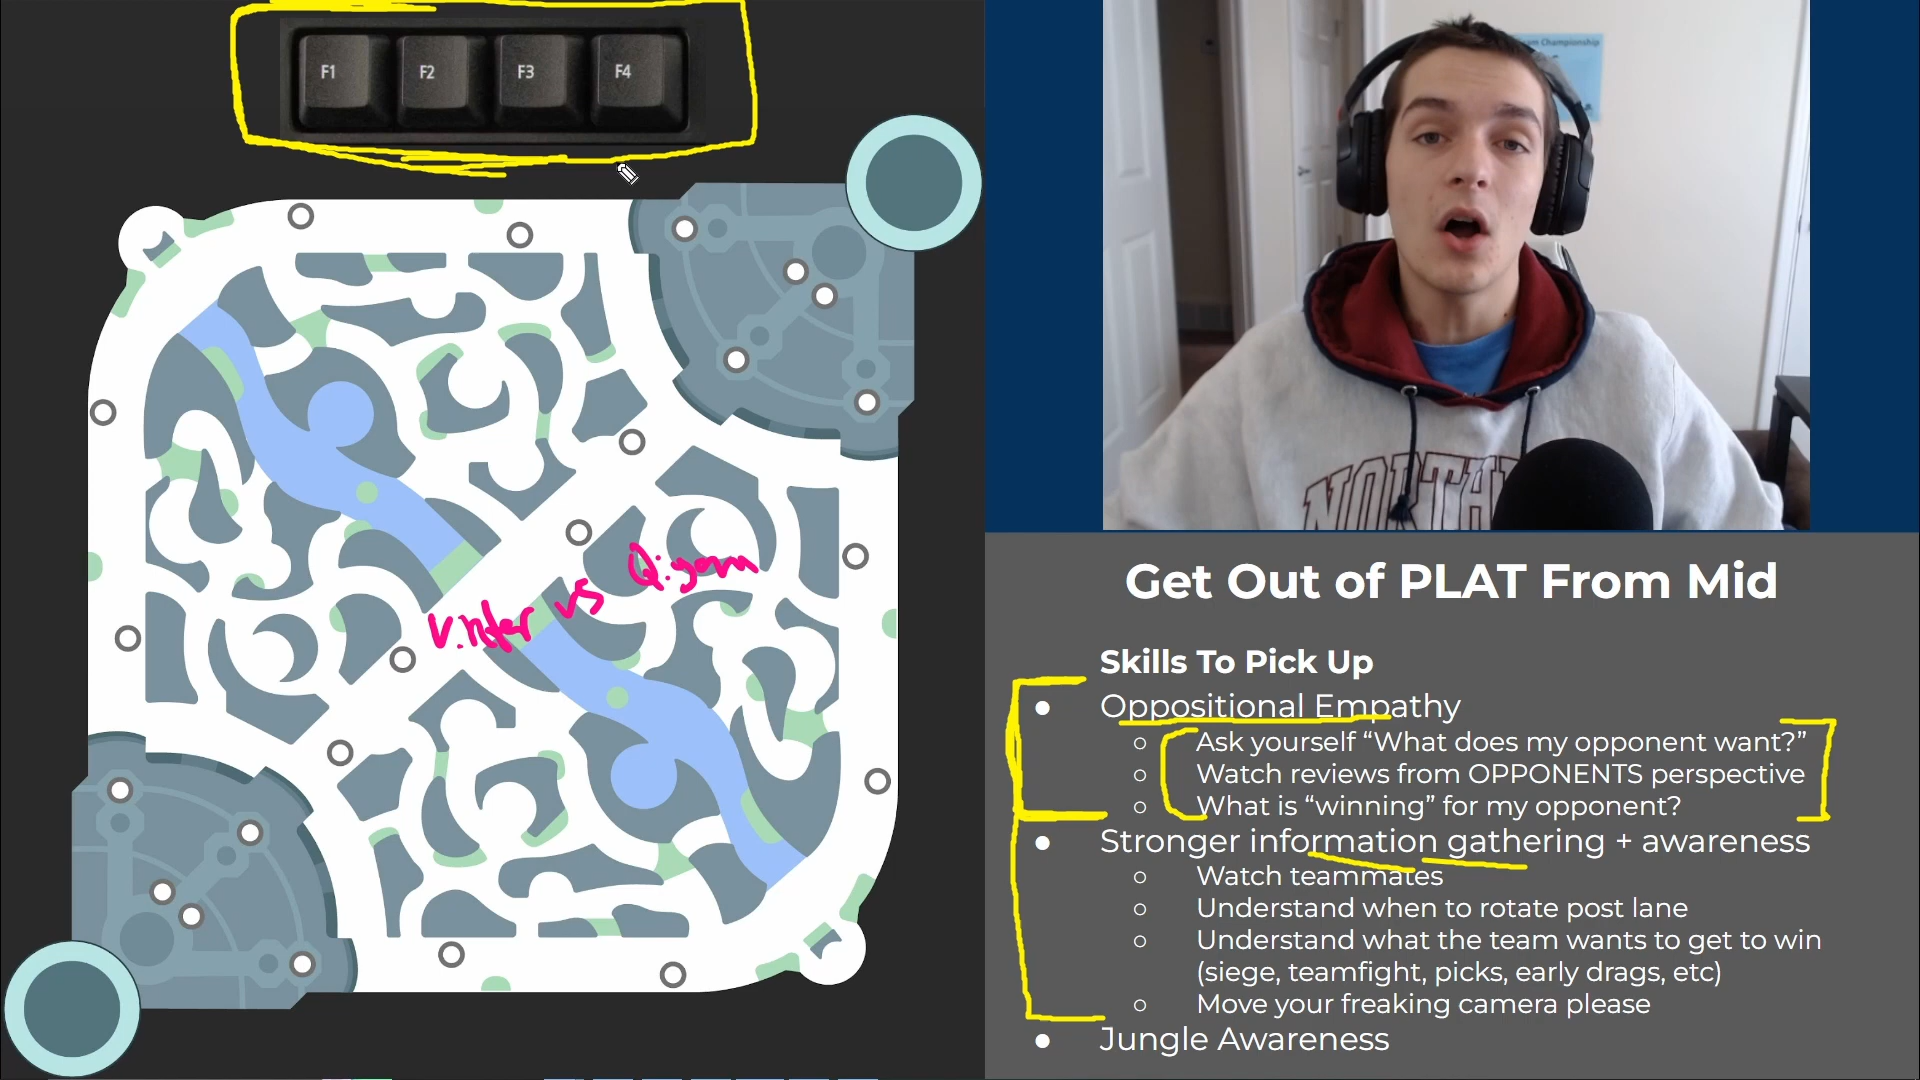 F1 F2 F3 F4
Championship
NORTH
vs
Get Out of PLAT From Mid
Skills To Pick Up
Oppositional Empathy
Ask yourself “What does my opponent want?”
Watch reviews from OPPONENTS perspective
What is “winning” for my opponent?
Stronger information gathering + awareness
Watch teammates
Understand when to rotate post lane
Understand what the team wants to get to win
(siege, teamfight, picks, early drags, etc)
Move your freaking camera please
Jungle Awareness